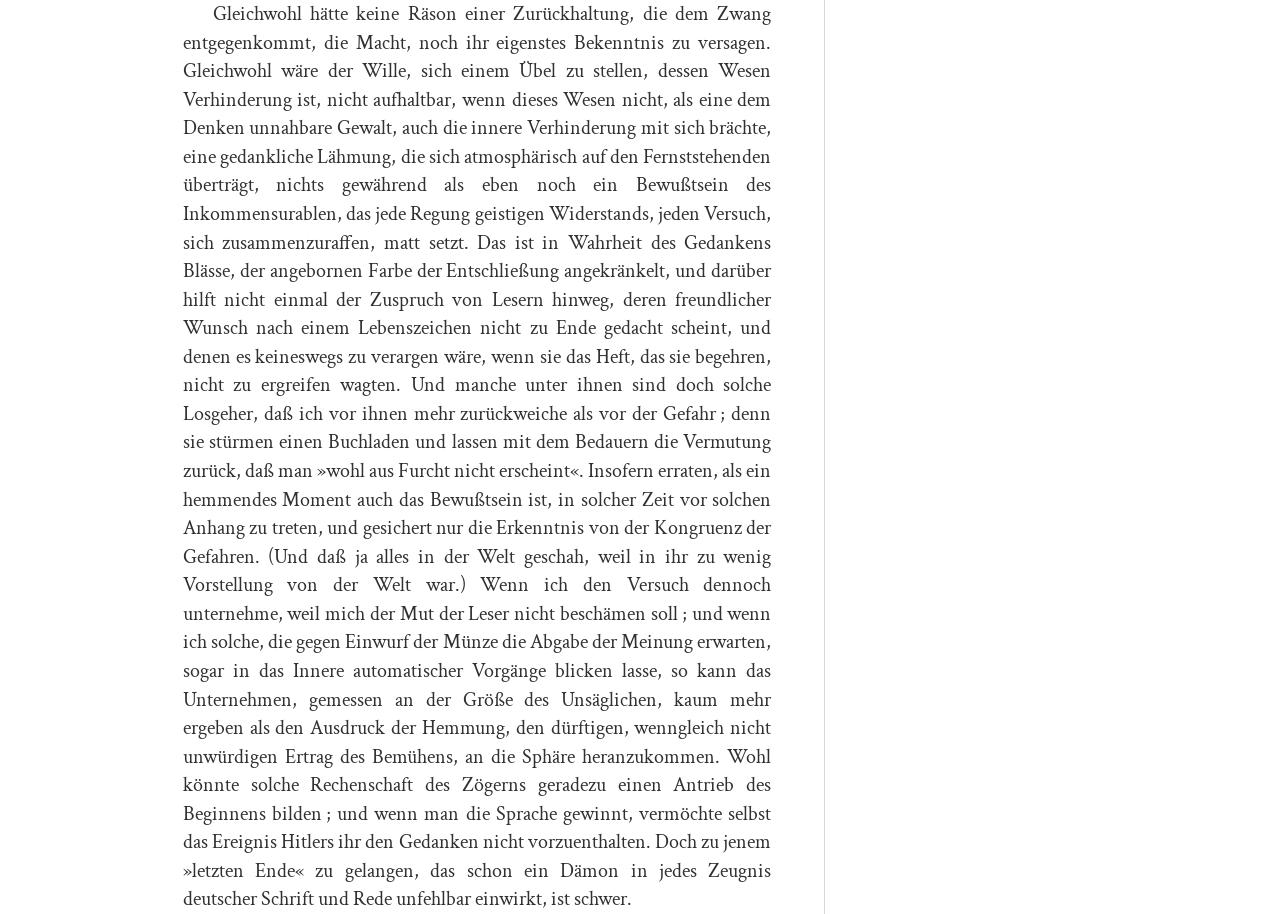 Gleichwohl hätte keine Räson einer Zurückhaltung, die dem Zwang
entgegenkommt, die Macht, noch ihr eigenstes Bekenntnis zu versagen.
Gleichwohl wäre der Wille, sich einem Übel zu stellen, dessen Wesen
Verhinderung ist, nicht aufhaltbar, wenn dieses Wesen nicht, als eine dem
Denken unnahbare Gewalt, auch die innere Verhinderung mit sich brächte,
eine gedankliche Lähmung, die sich atmosphärisch auf den Fernststehenden
überträgt, nichts gewährend als eben noch ein Bewußtsein des
Inkommensurablen, das jede Regung geistigen Widerstands, jeden Versuch,
sich zusammenzuraffen, matt setzt. Das ist in Wahrheit des Gedankens
Blässe, der angebornen Farbe der Entschließung angekränkelt, und darüber
hilft nicht einmal der Zuspruch von Lesern hinweg, deren freundlicher
Wunsch nach einem Lebenszeichen nicht zu Ende gedacht scheint, und
denen es keineswegs zu verargen wäre, wenn sie das Heft, das sie begehren,
nicht zu ergreifen wagten. Und manche unter ihnen sind doch solche
Losgeher, daß ich vor ihnen mehr zurückweiche als vor der Gefahr ; denn
sie stürmen einen Buchladen und lassen mit dem Bedauern die Vermutung
zurück, daß man »wohl aus Furcht nicht erscheint«. Insofern erraten, als ein
hemmendes Moment auch das Bewußtsein ist, in solcher Zeit vor solchen
Anhang zu treten, und gesichert nur die Erkenntnis von der Kongruenz der
Gefahren. (Und daß ja alles in der Welt geschah, weil in ihr zu wenig
Vorstellung von der Welt war.) Wenn ich den Versuch dennoch
unternehme, weil mich der Mut der Leser nicht beschämen soll ; und wenn
ich solche, die gegen Einwurf der Münze die Abgabe der Meinung erwarten,
sogar in das Innere automatischer Vorgänge blicken lasse, so kann das
Unternehmen, gemessen an der Größe des Unsäglichen, kaum mehr
ergeben als den Ausdruck der Hemmung, den dürftigen, wenngleich nicht
unwürdigen Ertrag des Bemühens, an die Sphäre heranzukommen. Wohl
könnte solche Rechenschaft des Zögerns geradezu einen Antrieb des
Beginnens bilden ; und wenn man die Sprache gewinnt, vermöchte selbst
das Ereignis Hitlers ihr den Gedanken nicht vorzuenthalten. Doch zu jenem
»letzten Ende« zu gelangen, das schon ein Dämon in jedes Zeugnis
deutscher Schrift und Rede unfehlbar einwirkt, ist schwer.